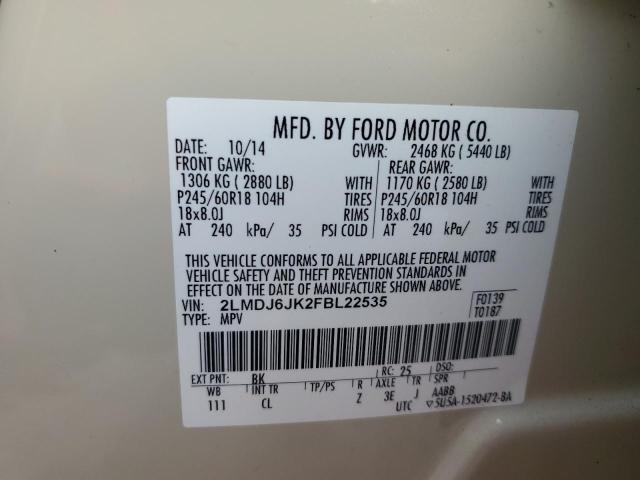 MFD. BY FORD MOTOR CO.
DATE: 10/14 GVWR: 2468 KG ( 5440 LB)
FRONT GAWR: REAR GAWR:
1306 KG ( 2880 LB) WITH 1170 KG ( 2580 LB) WITH
P245/60R18 104H TIRES P245/60R18 104H TIRES
18x8.0J RIMS 18x8.0J RIMS
AT 240 kPa/ 35 PSI COLD AT 240 kPa/ 35 PSI COLD
THIS VEHICLE CONFORMS TO ALL APPLICABLE FEDERAL MOTOR
VEHICLE SAFETY AND THEFT PREVENTION STANDARDS IN
EFFECT ON THE DATE OF MANUFACTURE SHOWN ABOVE.
VIN: 2LMDJ6JK2FBL22535 F0139
TYPE: MPV T0187
EXT PNT: BK RC: 25 DSO:
WB INT TR TP/PS R AXLE TR SPR
111 CL Z 3E J AABB
UTC ▽5U5A-1520472-BA